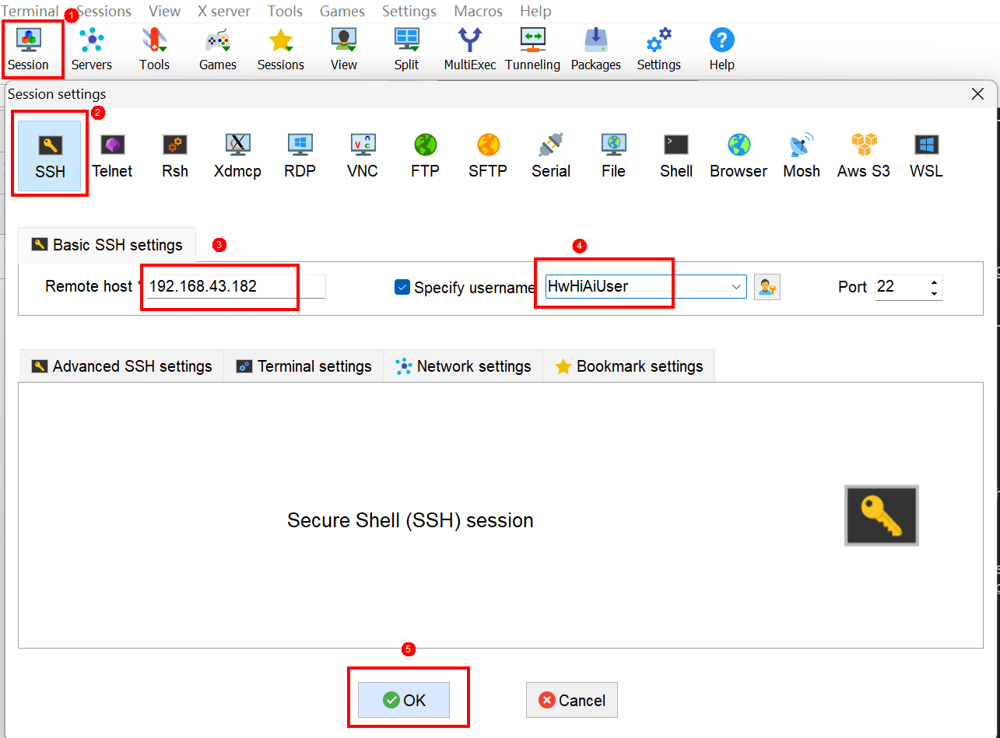 Terminal Sessions View X server Tools Games Settings Macros Help
1
Session Servers Tools Games Sessions View Split MultiExec Tunneling Packages Settings Help
Session settings
2
SSH Telnet Rsh Xdmcp RDP VNC FTP SFTP Serial File Shell Browser Mosh Aws S3 WSL
Basic SSH settings
3
4
Remote host * 192.168.43.182 Specify username HwHiAiUser Port 22
Advanced SSH settings Terminal settings Network settings Bookmark settings
Secure Shell (SSH) session
5
OK Cancel